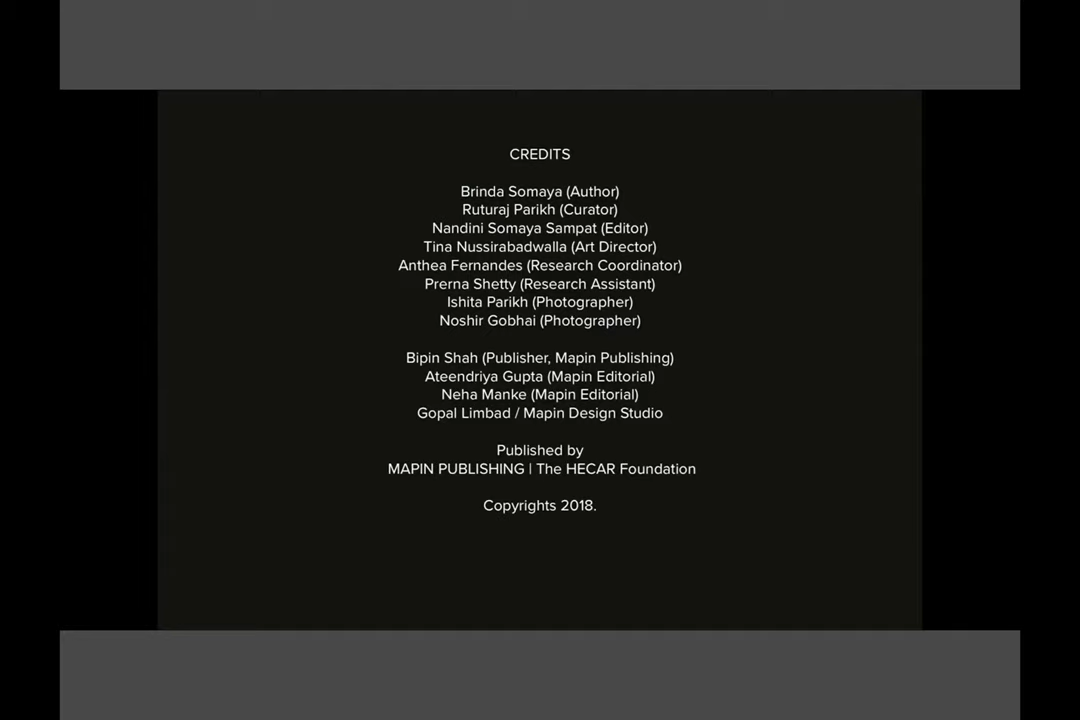 CREDITS
Brinda Somaya (Author)
Ruturaj Parikh (Curator)
Nandini Somaya Sampat (Editor)
Tina Nussirabadwalla (Art Director)
Anthea Fernandes (Research Coordinator)
Prerna Shetty (Research Assistant)
Ishita Parikh (Photographer)
Noshir Gobhai (Photographer)
Bipin Shah (Publisher, Mapin Publishing)
Ateendriya Gupta (Mapin Editorial)
Neha Manke (Mapin Editorial)
Gopal Limbad / Mapin Design Studio
Published by
MAPIN PUBLISHING | The HECAR Foundation
Copyrights 2018.